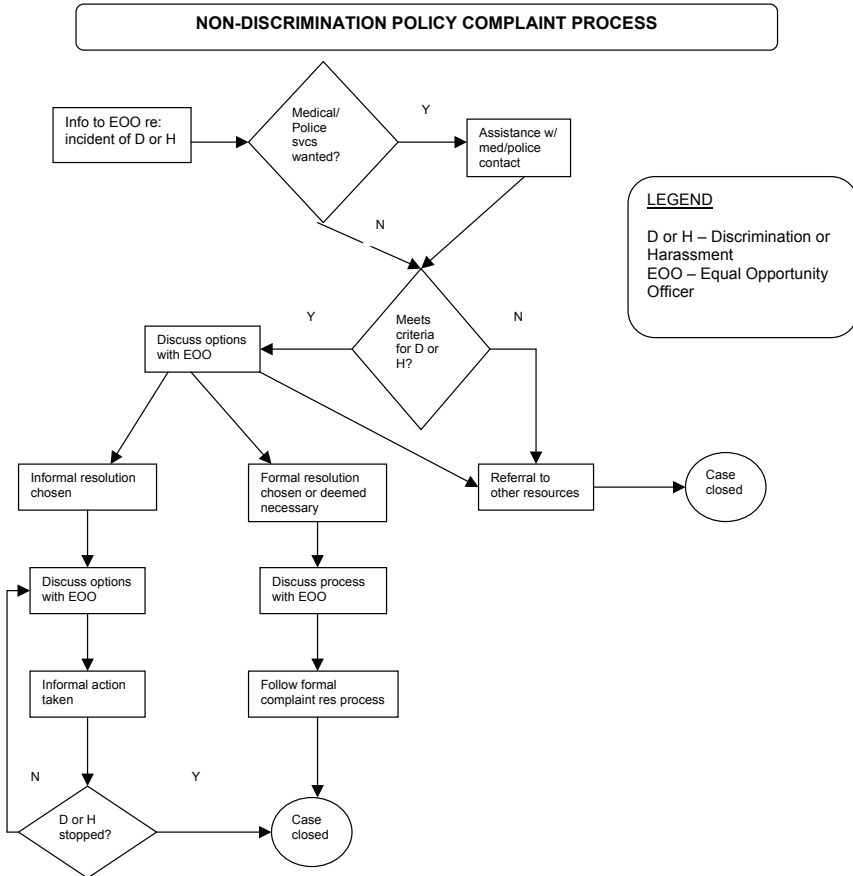 NON-DISCRIMINATION POLICY COMPLAINT PROCESS
Info to EOO re:
incident of D or H
Medical/
Police
svcs
wanted?
Y
Assistance w/
med/police
contact
N
LEGEND
D or H – Discrimination or
Harassment
EOO – Equal Opportunity
Officer
Meets
criteria
for D or
H?
Y
N
Discuss options
with EOO
Informal resolution
chosen
Formal resolution
chosen or deemed
necessary
Referral to
other resources
Case
closed
Discuss options
with EOO
Discuss process
with EOO
Informal action
taken
Follow formal
complaint res process
N
Y
D or H
stopped?
Case
closed